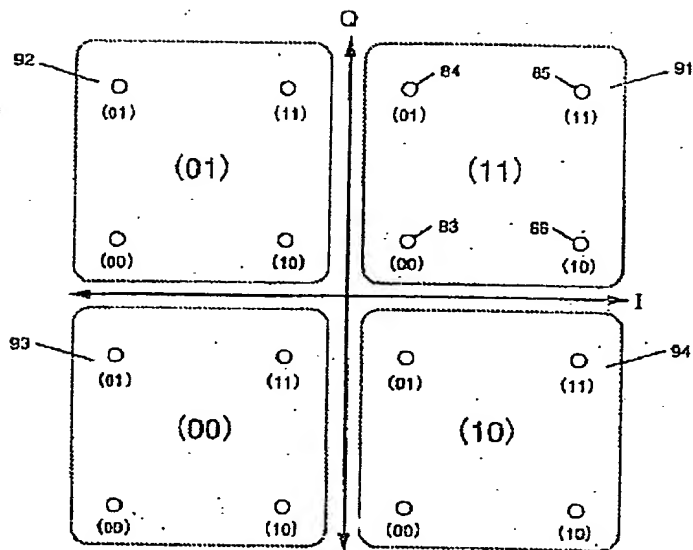 Q
92 84 85 91
(01) (11) (01) (11)
(01) (11)
83 66
(00) (10) (00) (10)
I
93 94
(01) (11) (01) (11)
(00) (10)
(00) (10) (00) (10)